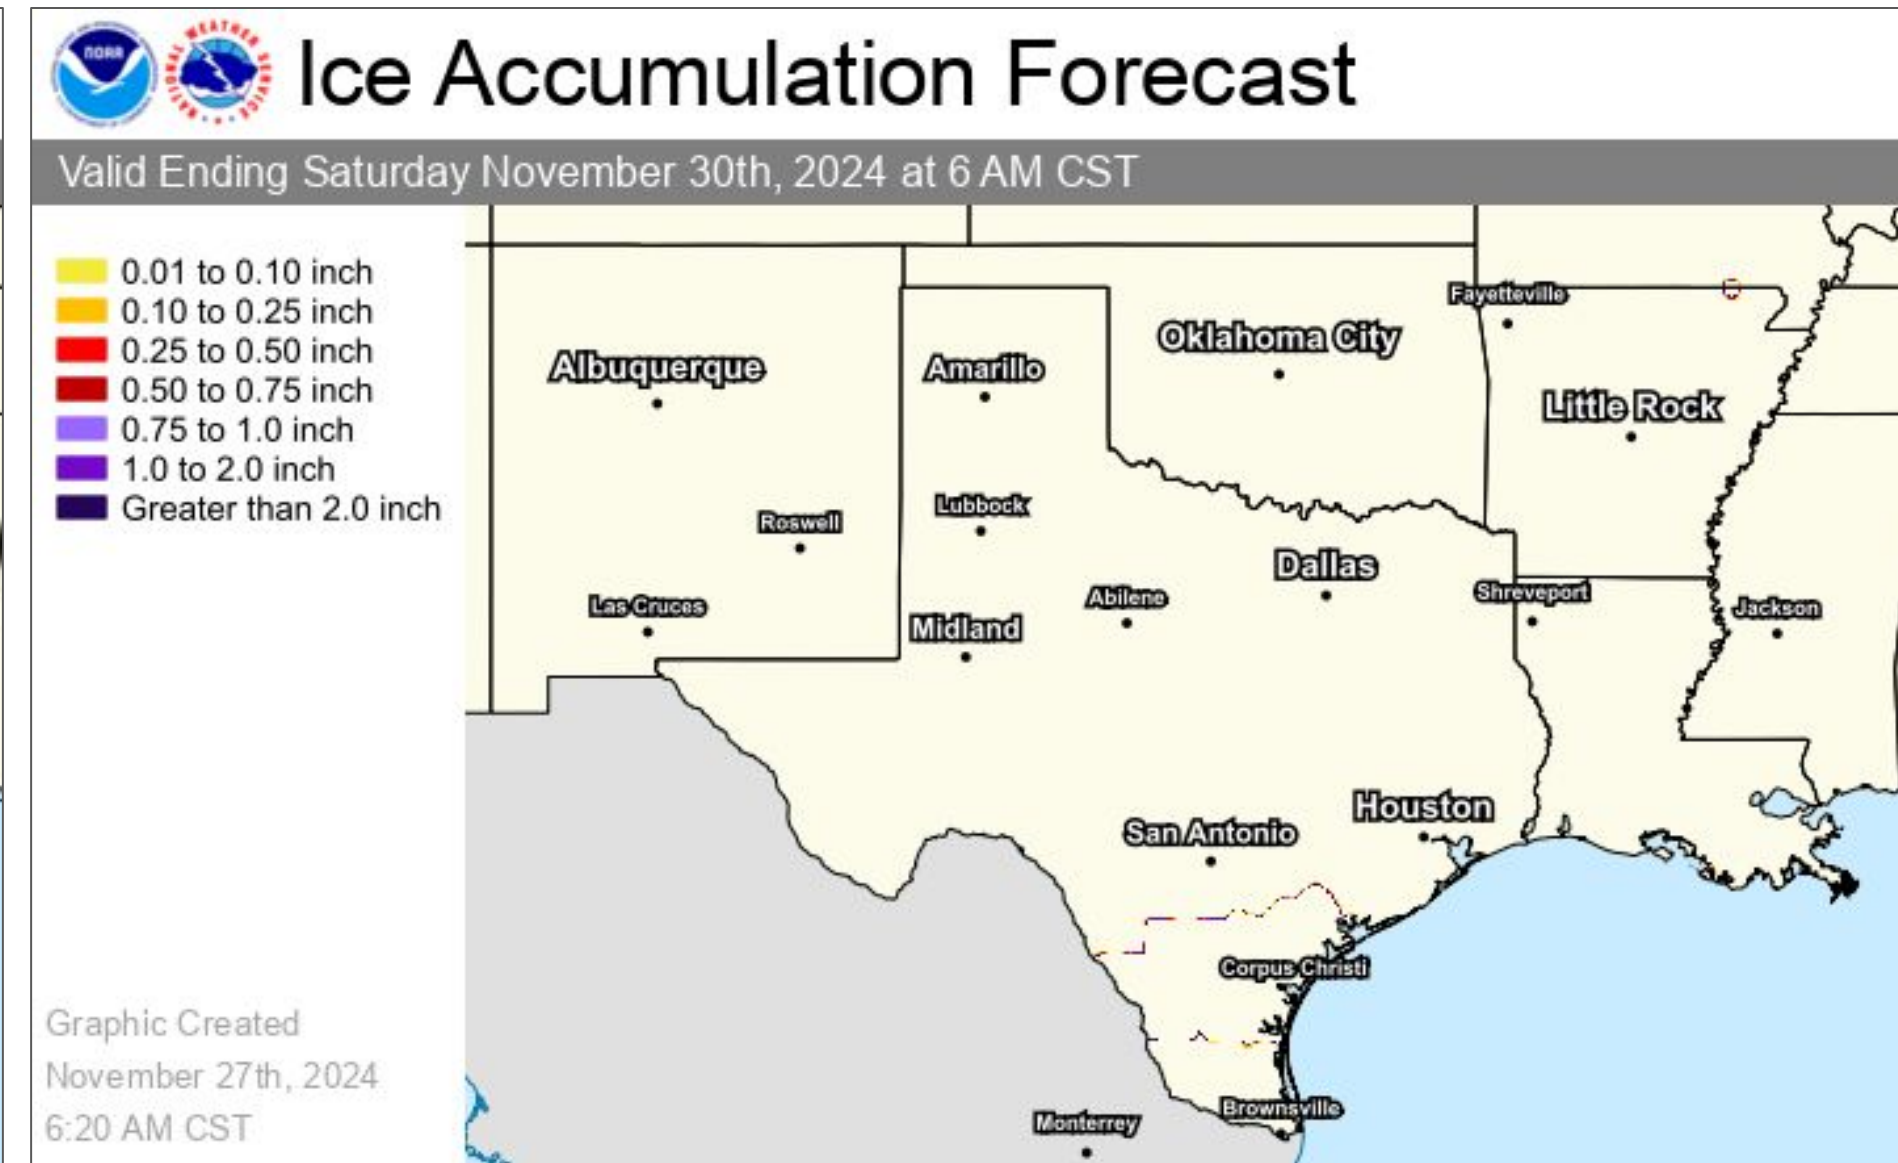 NOAA
NATIONAL WEATHER SERVICE
Ice Accumulation Forecast
Valid Ending Saturday November 30th, 2024 at 6 AM CST
0.01 to 0.10 inch
0.10 to 0.25 inch
0.25 to 0.50 inch
0.50 to 0.75 inch
0.75 to 1.0 inch
1.0 to 2.0 inch
Greater than 2.0 inch
Fayetteville
Oklahoma City
Albuquerque
Amarillo
Little Rock
Lubbock
Roswell
Dallas
Abilene
Shreveport
Las Cruces
Jackson
Midland
Houston
San Antonio
Corpus Christi
Brownsville
Monterrey
Graphic Created
November 27th, 2024
6:20 AM CST